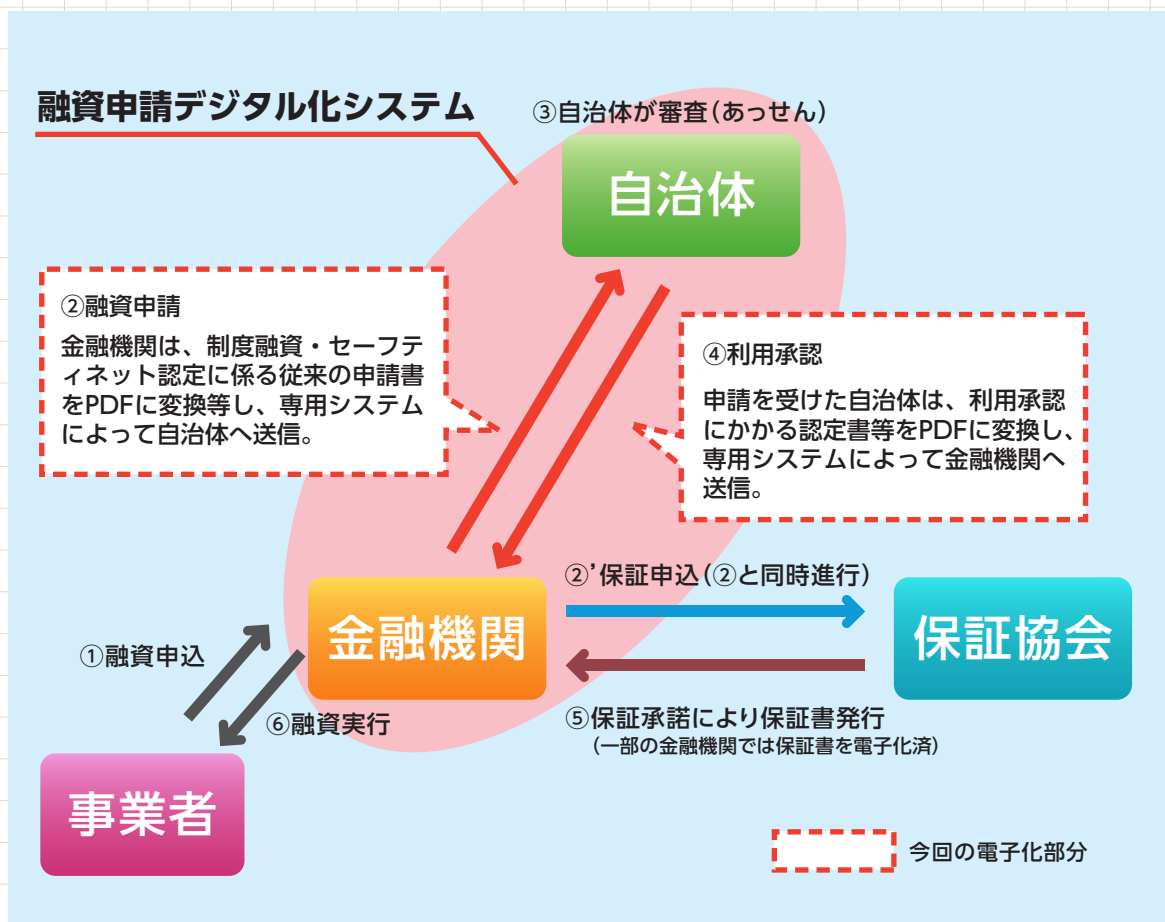 融資申請デジタル化システム
③自治体が審査（あっせん）
自治体
②融資申請
金融機関は、制度融資・セーフテ
ィネット認定に係る従来の申請書
をPDFに変換等し、専用システム
によって自治体へ送信。
④利用承認
申請を受けた自治体は、利用承認
にかかる認定書等をPDFに変換し、
専用システムによって金融機関へ
送信。
②’保証申込（②と同時進行）
金融機関
保証協会
①融資申込
⑥融資実行
⑤保証承諾により保証書発行
（一部の金融機関では保証書を電子化済）
事業者
今回の電子化部分